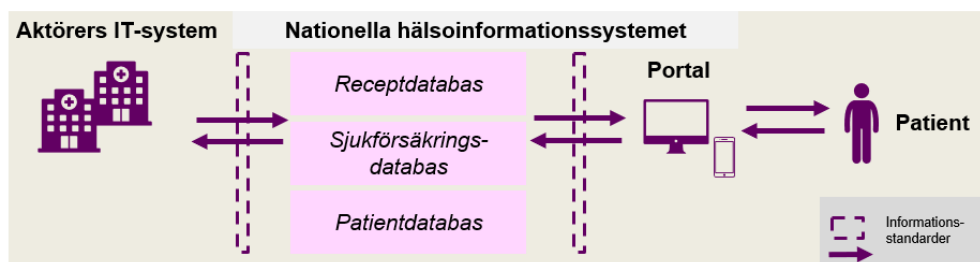 Aktörers IT-system
Nationella hälsoinformationssystemet
Receptdatabas
Sjukförsäkrings-
databas
Patientdatabas
Portal
Patient
Informations-
standarder